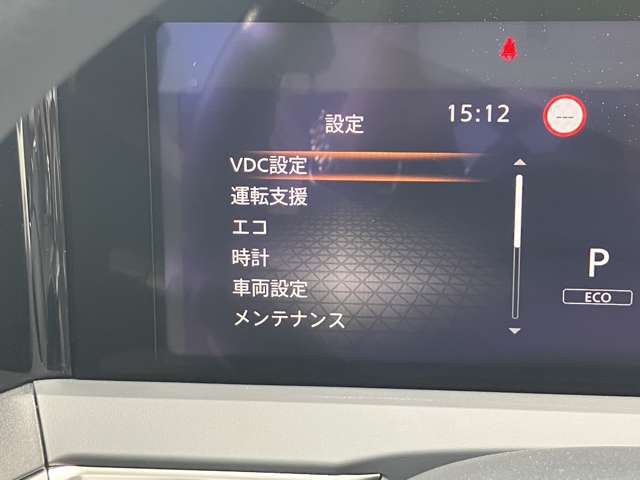 設定
15:12
---
VDC設定
運転支援
エコ
時計
車両設定
メンテナンス
P
ECO